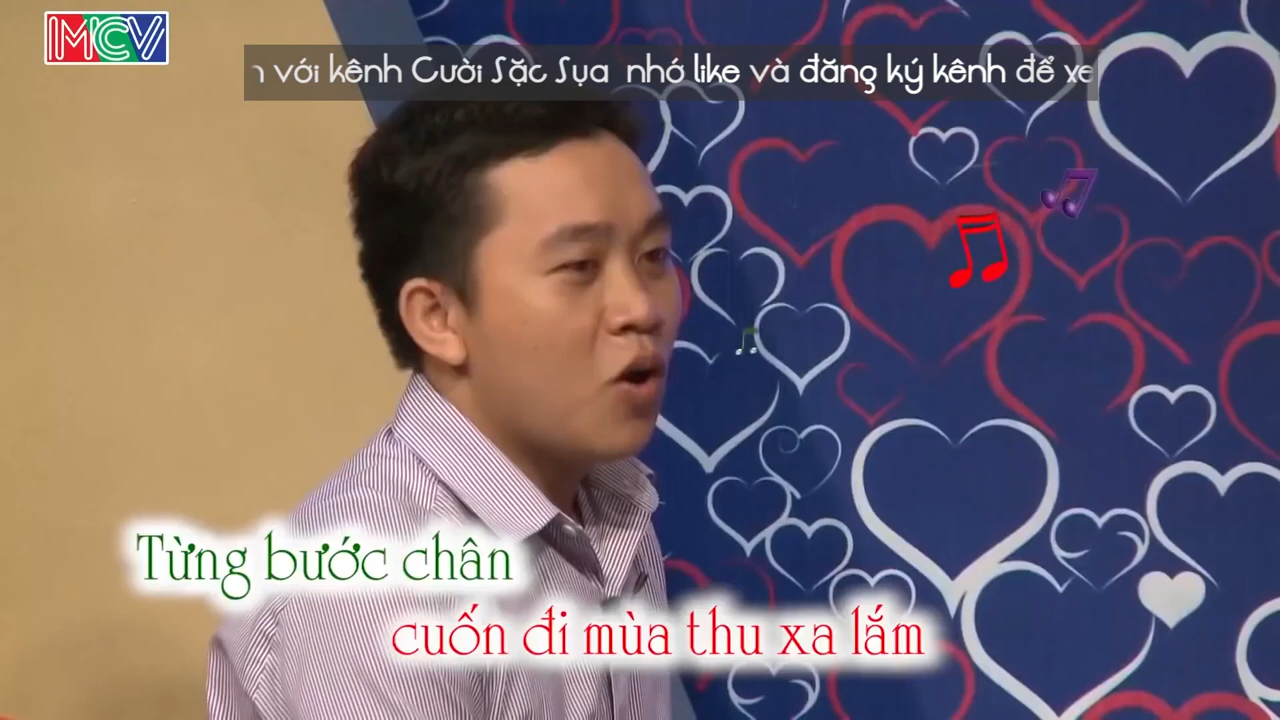 MCV
với kênh Cười Sặc Sụa nhớ like và đăng ký kênh để
Từng bước chân
cuốn đi mùa thu xa lắm